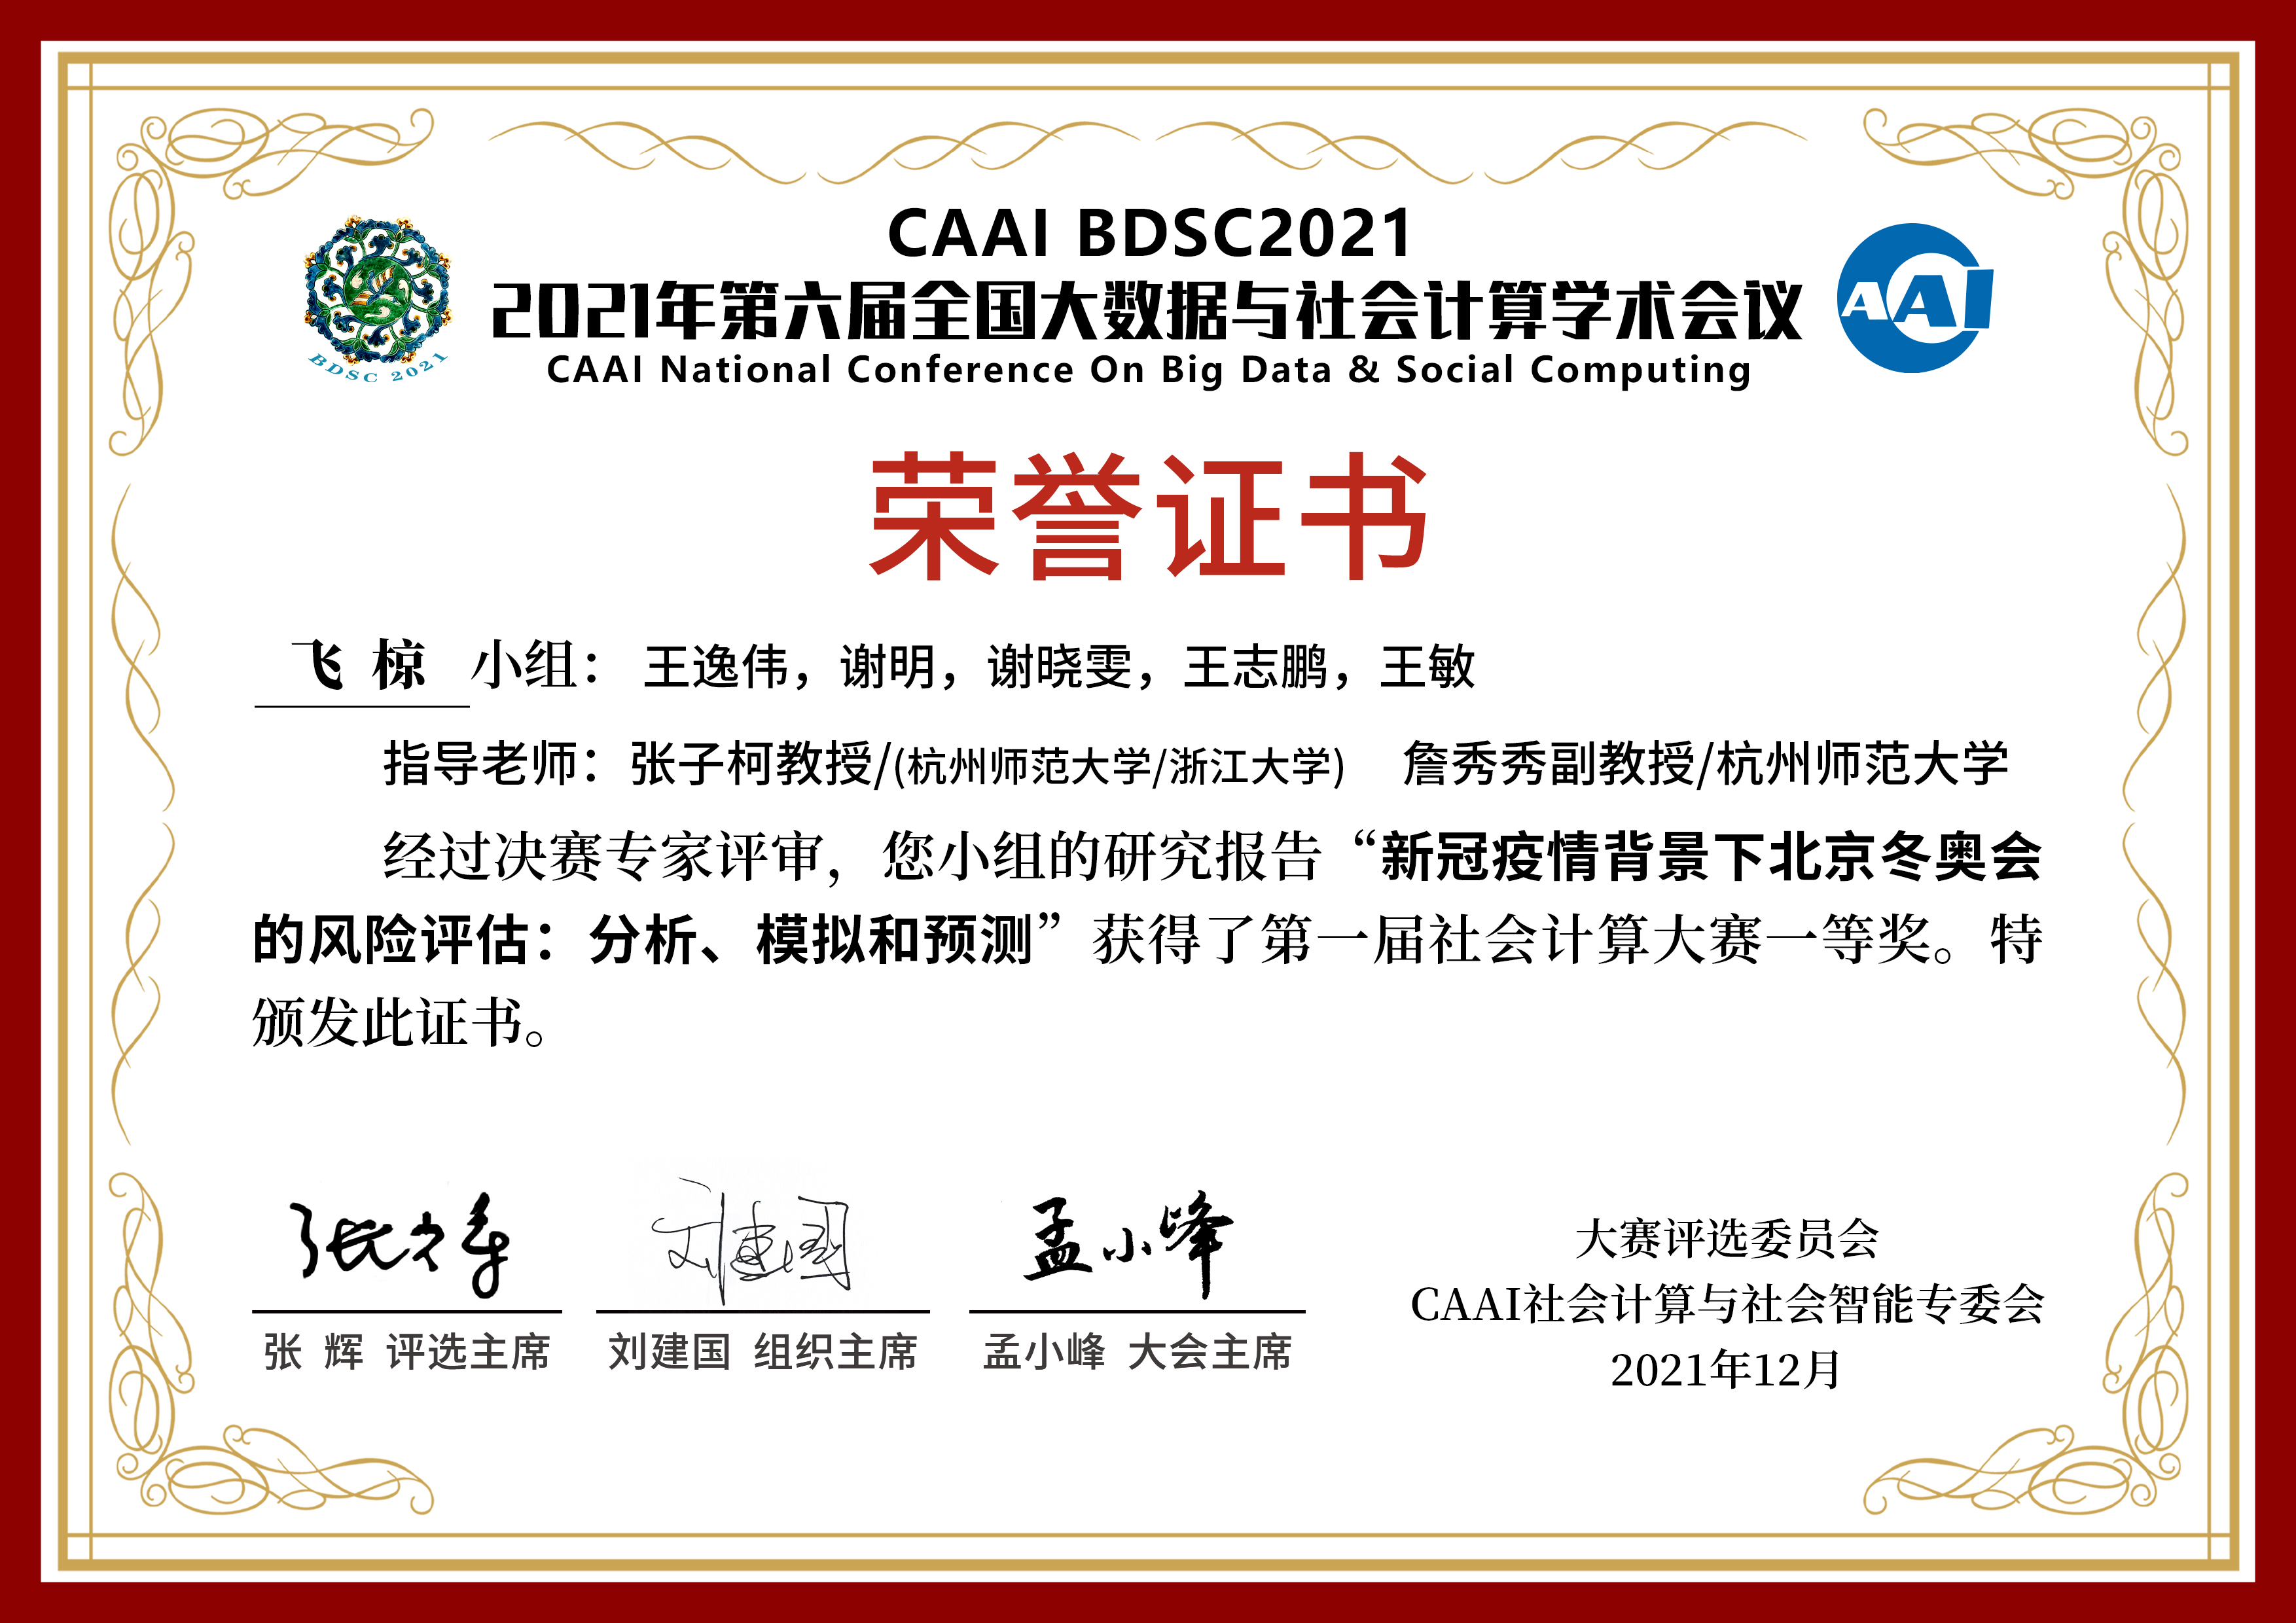 CAAI BDSC2021
2021年第六届全国大数据与社会计算学术会议
CAAI National Conference On Big Data & Social Computing
BDSC 2021
CAAI
荣誉证书
飞 椋 小组： 王逸伟，谢明，谢晓雯，王志鹏，王敏
指导老师：张子柯教授/(杭州师范大学/浙江大学) 詹秀秀副教授/杭州师范大学
经过决赛专家评审，您小组的研究报告“新冠疫情背景下北京冬奥会
的风险评估：分析、模拟和预测”获得了第一届社会计算大赛一等奖。特
颁发此证书。
张辉 刘建国 孟小峰
张 辉 评选主席 刘建国 组织主席 孟小峰 大会主席
大赛评选委员会
CAAI社会计算与社会智能专委会
2021年12月